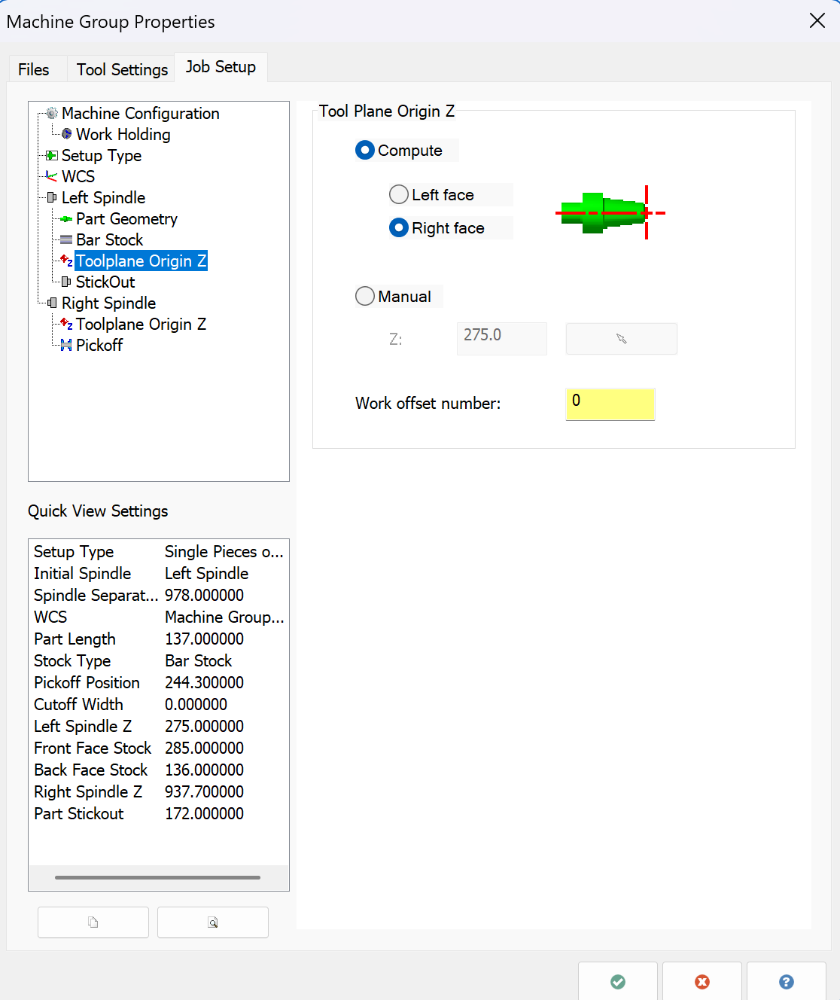 Machine Group Properties
Files
Tool Settings
Job Setup
Machine Configuration
Work Holding
Setup Type
WCS
Left Spindle
Part Geometry
Bar Stock
Toolplane Origin Z
StickOut
Right Spindle
Toolplane Origin Z
Pickoff
Tool Plane Origin Z
Compute
Left face
Right face
Manual
Z: 275.0
Work offset number: 0
Quick View Settings
Setup Type Single Pieces o...
Initial Spindle Left Spindle
Spindle Separat... 978.000000
WCS Machine Group...
Part Length 137.000000
Stock Type Bar Stock
Pickoff Position 244.300000
Cutoff Width 0.000000
Left Spindle Z 275.000000
Front Face Stock 285.000000
Back Face Stock 136.000000
Right Spindle Z 937.700000
Part Stickout 172.000000